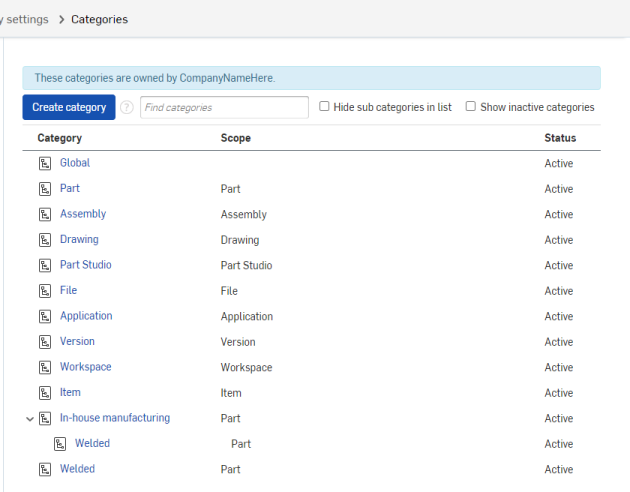 y settings > Categories
These categories are owned by CompanyNameHere.
Create category ? Find categories Hide sub categories in list Show inactive categories
Category Scope Status
Global Active
Part Part Active
Assembly Assembly Active
Drawing Drawing Active
Part Studio Part Studio Active
File File Active
Application Application Active
Version Version Active
Workspace Workspace Active
Item Item Active
In-house manufacturing Part Active
Welded Part Active
Welded Part Active